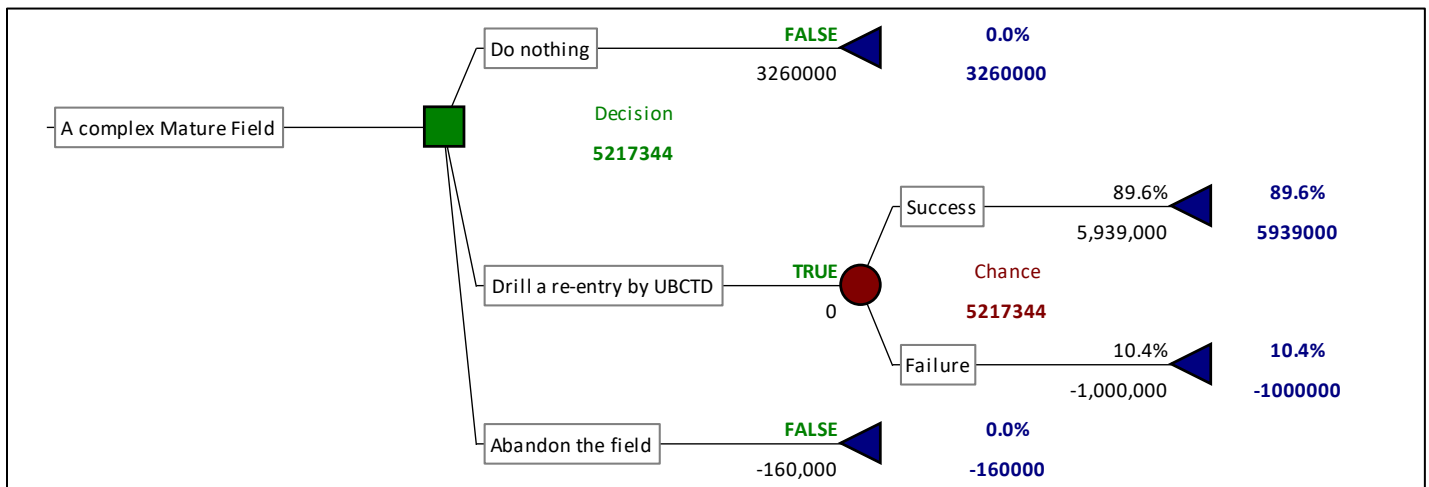 Do nothing
FALSE
0.0%
3260000
3260000
A complex Mature Field
Decision
5217344
Success
89.6%
89.6%
5,939,000
5939000
Drill a re-entry by UBCTD
TRUE
Chance
0
5217344
Failure
10.4%
10.4%
-1,000,000
-1000000
Abandon the field
FALSE
0.0%
-160,000
-160000